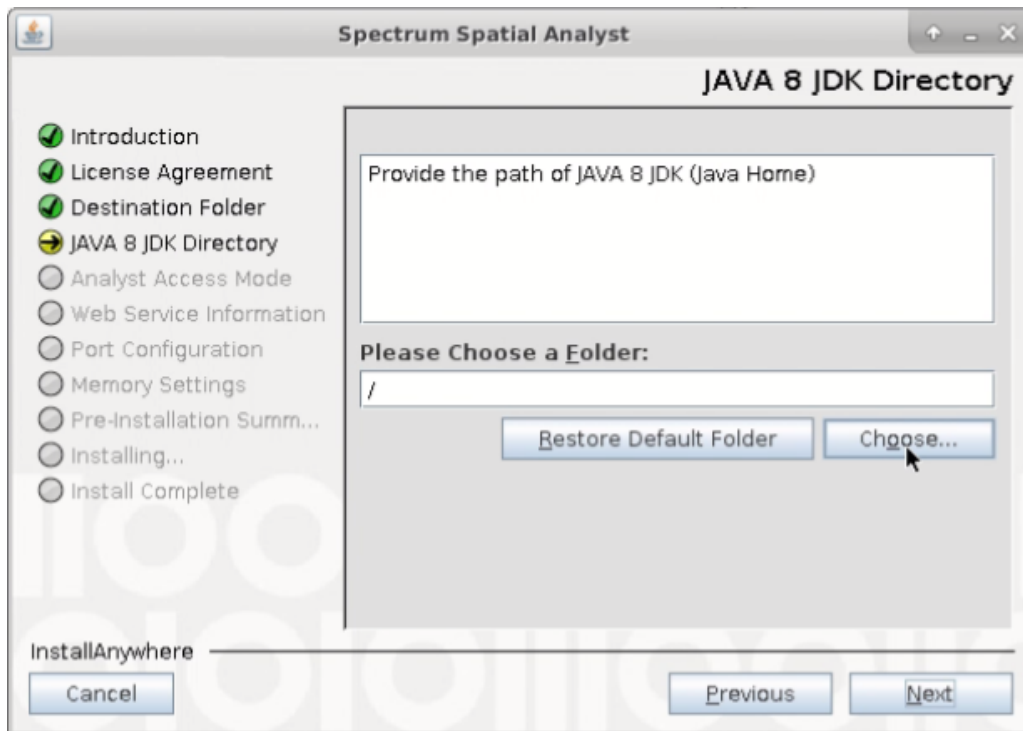 Spectrum Spatial Analyst
JAVA 8 JDK Directory
Introduction
License Agreement
Destination Folder
JAVA 8 JDK Directory
Analyst Access Mode
Web Service Information
Port Configuration
Memory Settings
Pre-Installation Summ...
Installing...
Install Complete
Provide the path of JAVA 8 JDK (Java Home)
Please Choose a Folder:
/
Restore Default Folder Choose...
InstallAnywhere
Cancel Previous Next